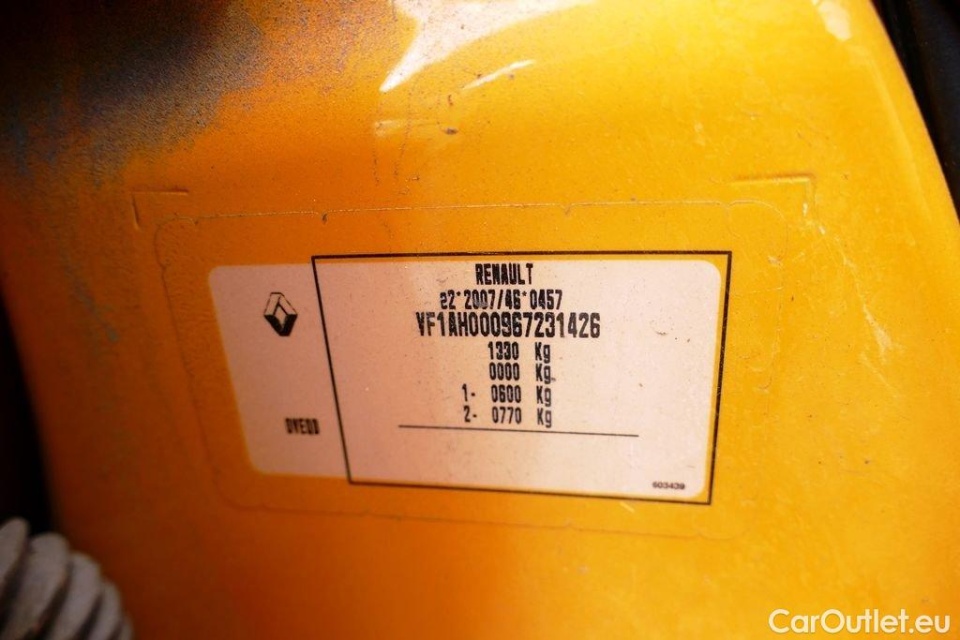 RENAULT
e2*2007/46*0457
VF1AH000967231426
1330 Kg
0000 Kg
1- 0600 Kg
2- 0770 Kg
603439
CarOutlet.eu